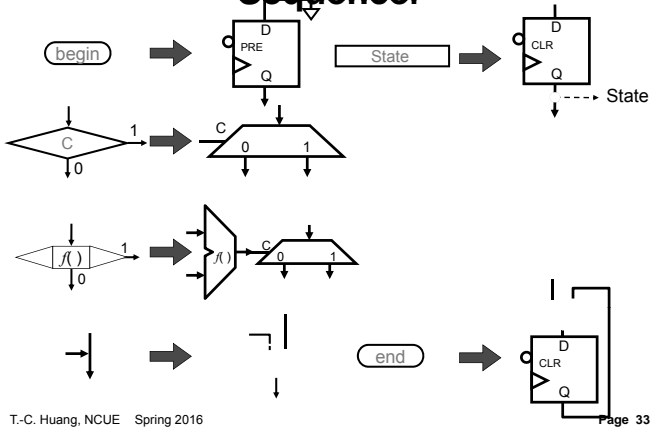 Sequencer
begin
D
PRE
Q
State
D
CLR
Q
State
C
1
0
C
0
1
f( )
1
0
f( )
C
0
1
end
D
CLR
Q
T.-C. Huang, NCUE Spring 2016
Page 33